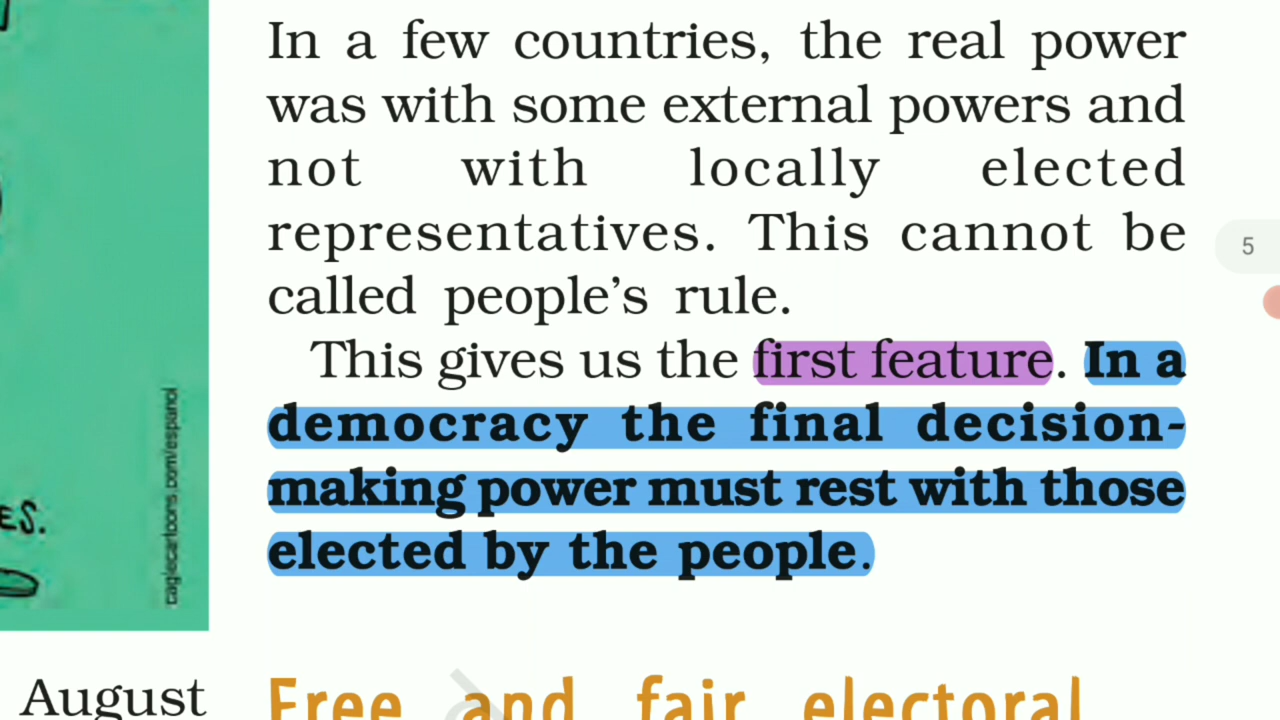 In a few countries, the real power
was with some external powers and
not with locally elected
representatives. This cannot be
called people's rule.
This gives us the first feature. In a
democracy the final decision-
making power must rest with those
elected by the people.
5
ES.
caglecartoons.com/espanol
August
Free and fair electoral